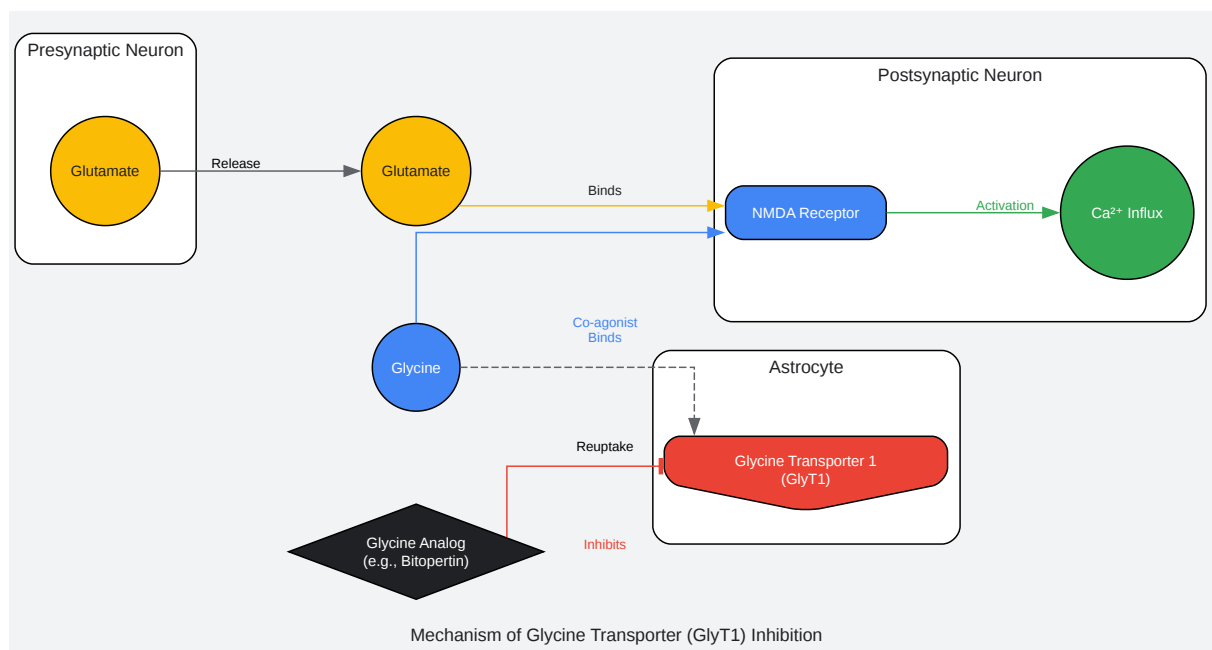 Presynaptic Neuron
Postsynaptic Neuron
Glutamate
Release
Glutamate
Binds
NMDA Receptor
Activation
Ca²⁺ Influx
Co-agonist
Binds
Glycine
Astrocyte
Reuptake
Glycine Transporter 1
(GlyT1)
Glycine Analog
(e.g., Bitopertin)
Inhibits
Mechanism of Glycine Transporter (GlyT1) Inhibition